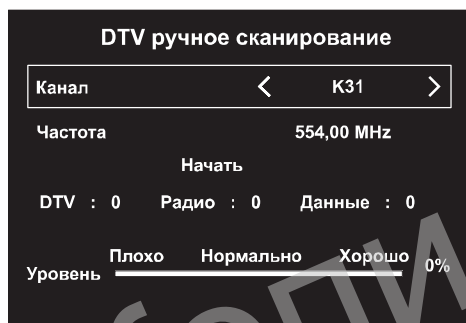 DTV ручное сканирование
Канал < K31 >
Частота 554,00 MHz
Начать
DTV : 0 Радио : 0 Данные : 0
Плохо Нормально Хорошо
Уровень 0%